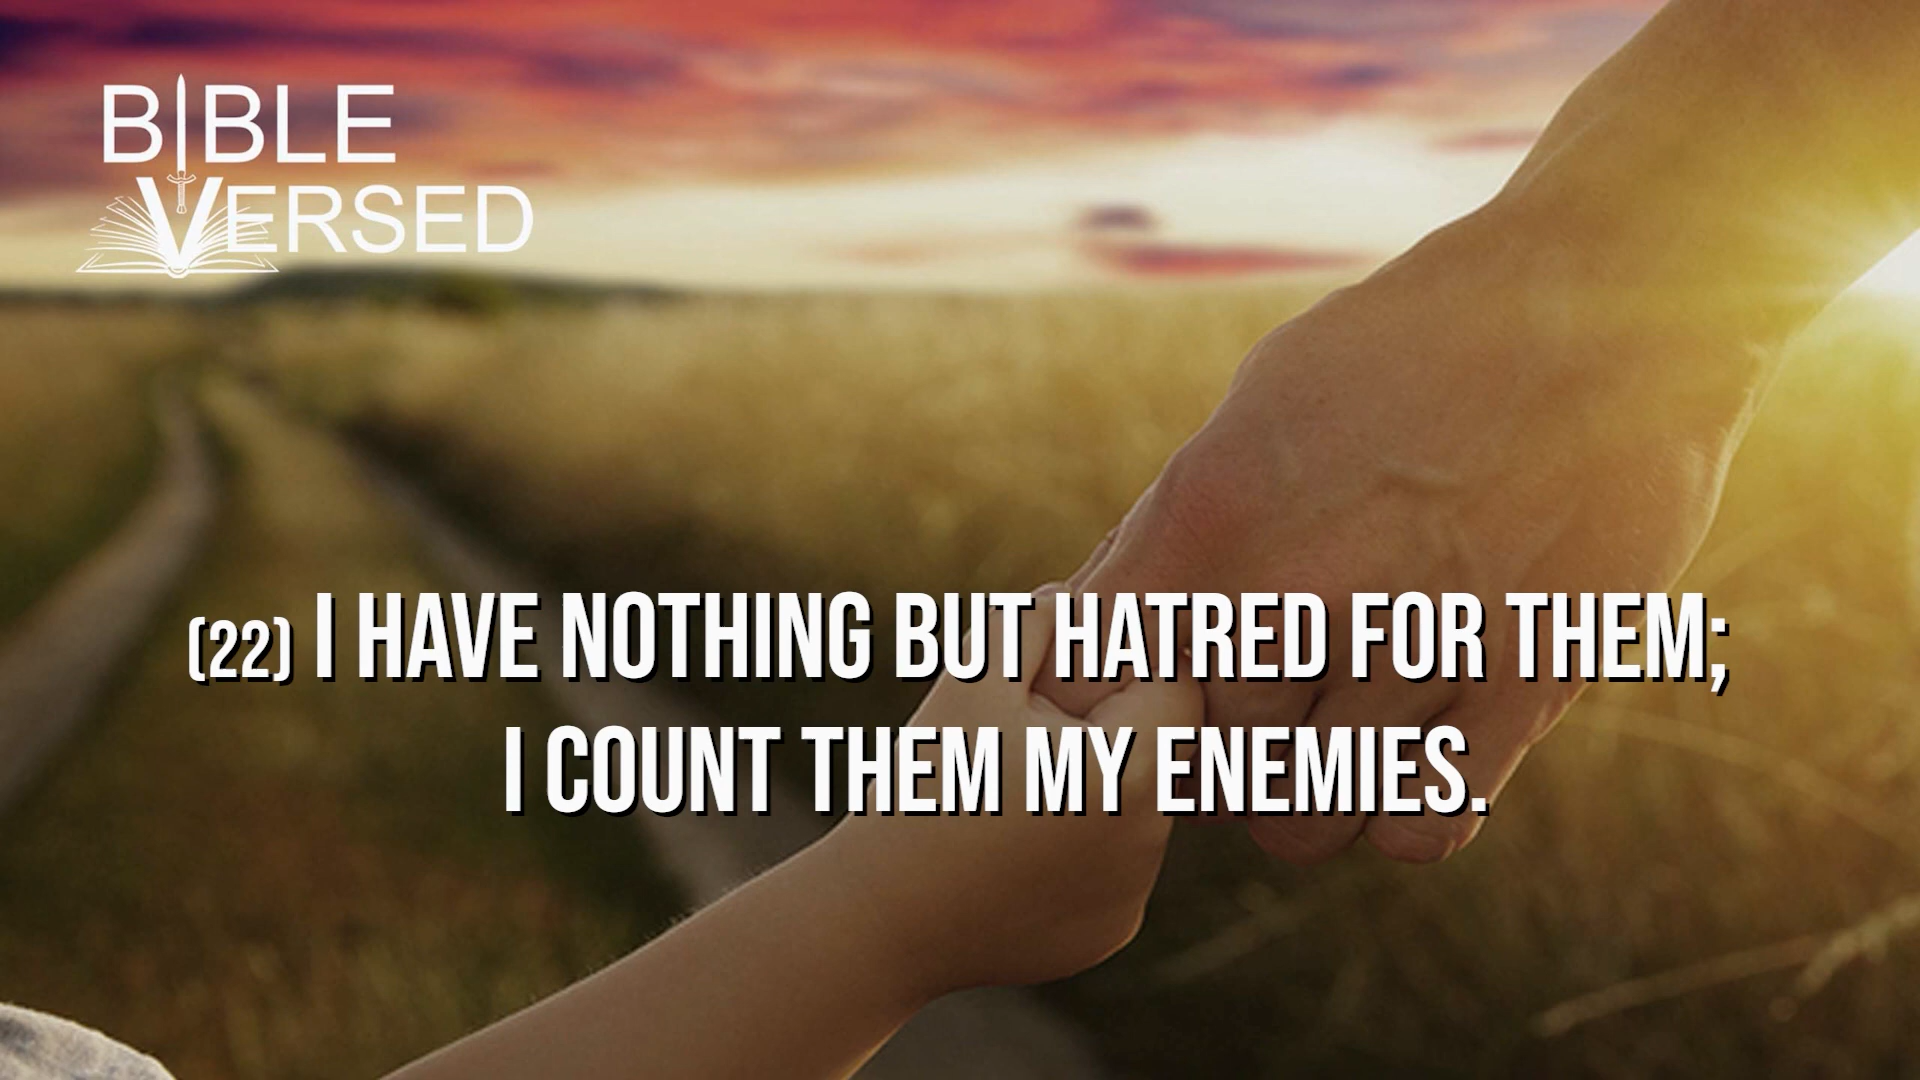 BIBLE
VERSED
(22) I HAVE NOTHING BUT HATRED FOR THEM;
I COUNT THEM MY ENEMIES.